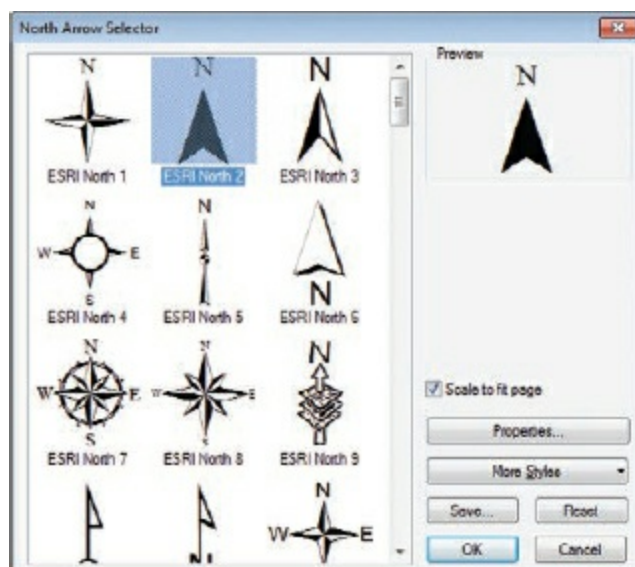 North Arrow Selector
N
N
N
ESRI North 1
ESRI North 2
ESRI North 3
N
W E
S
N
N
ESRI North 4
ESRI North 5
ESRI North 6
N
W E
S
N
W E
S
N
ESRI North 7
ESRI North 8
ESRI North 9
N
N
W E
Preview
N
Scale to fit page
Properties...
More Styles
Save...
Reset
OK
Cancel